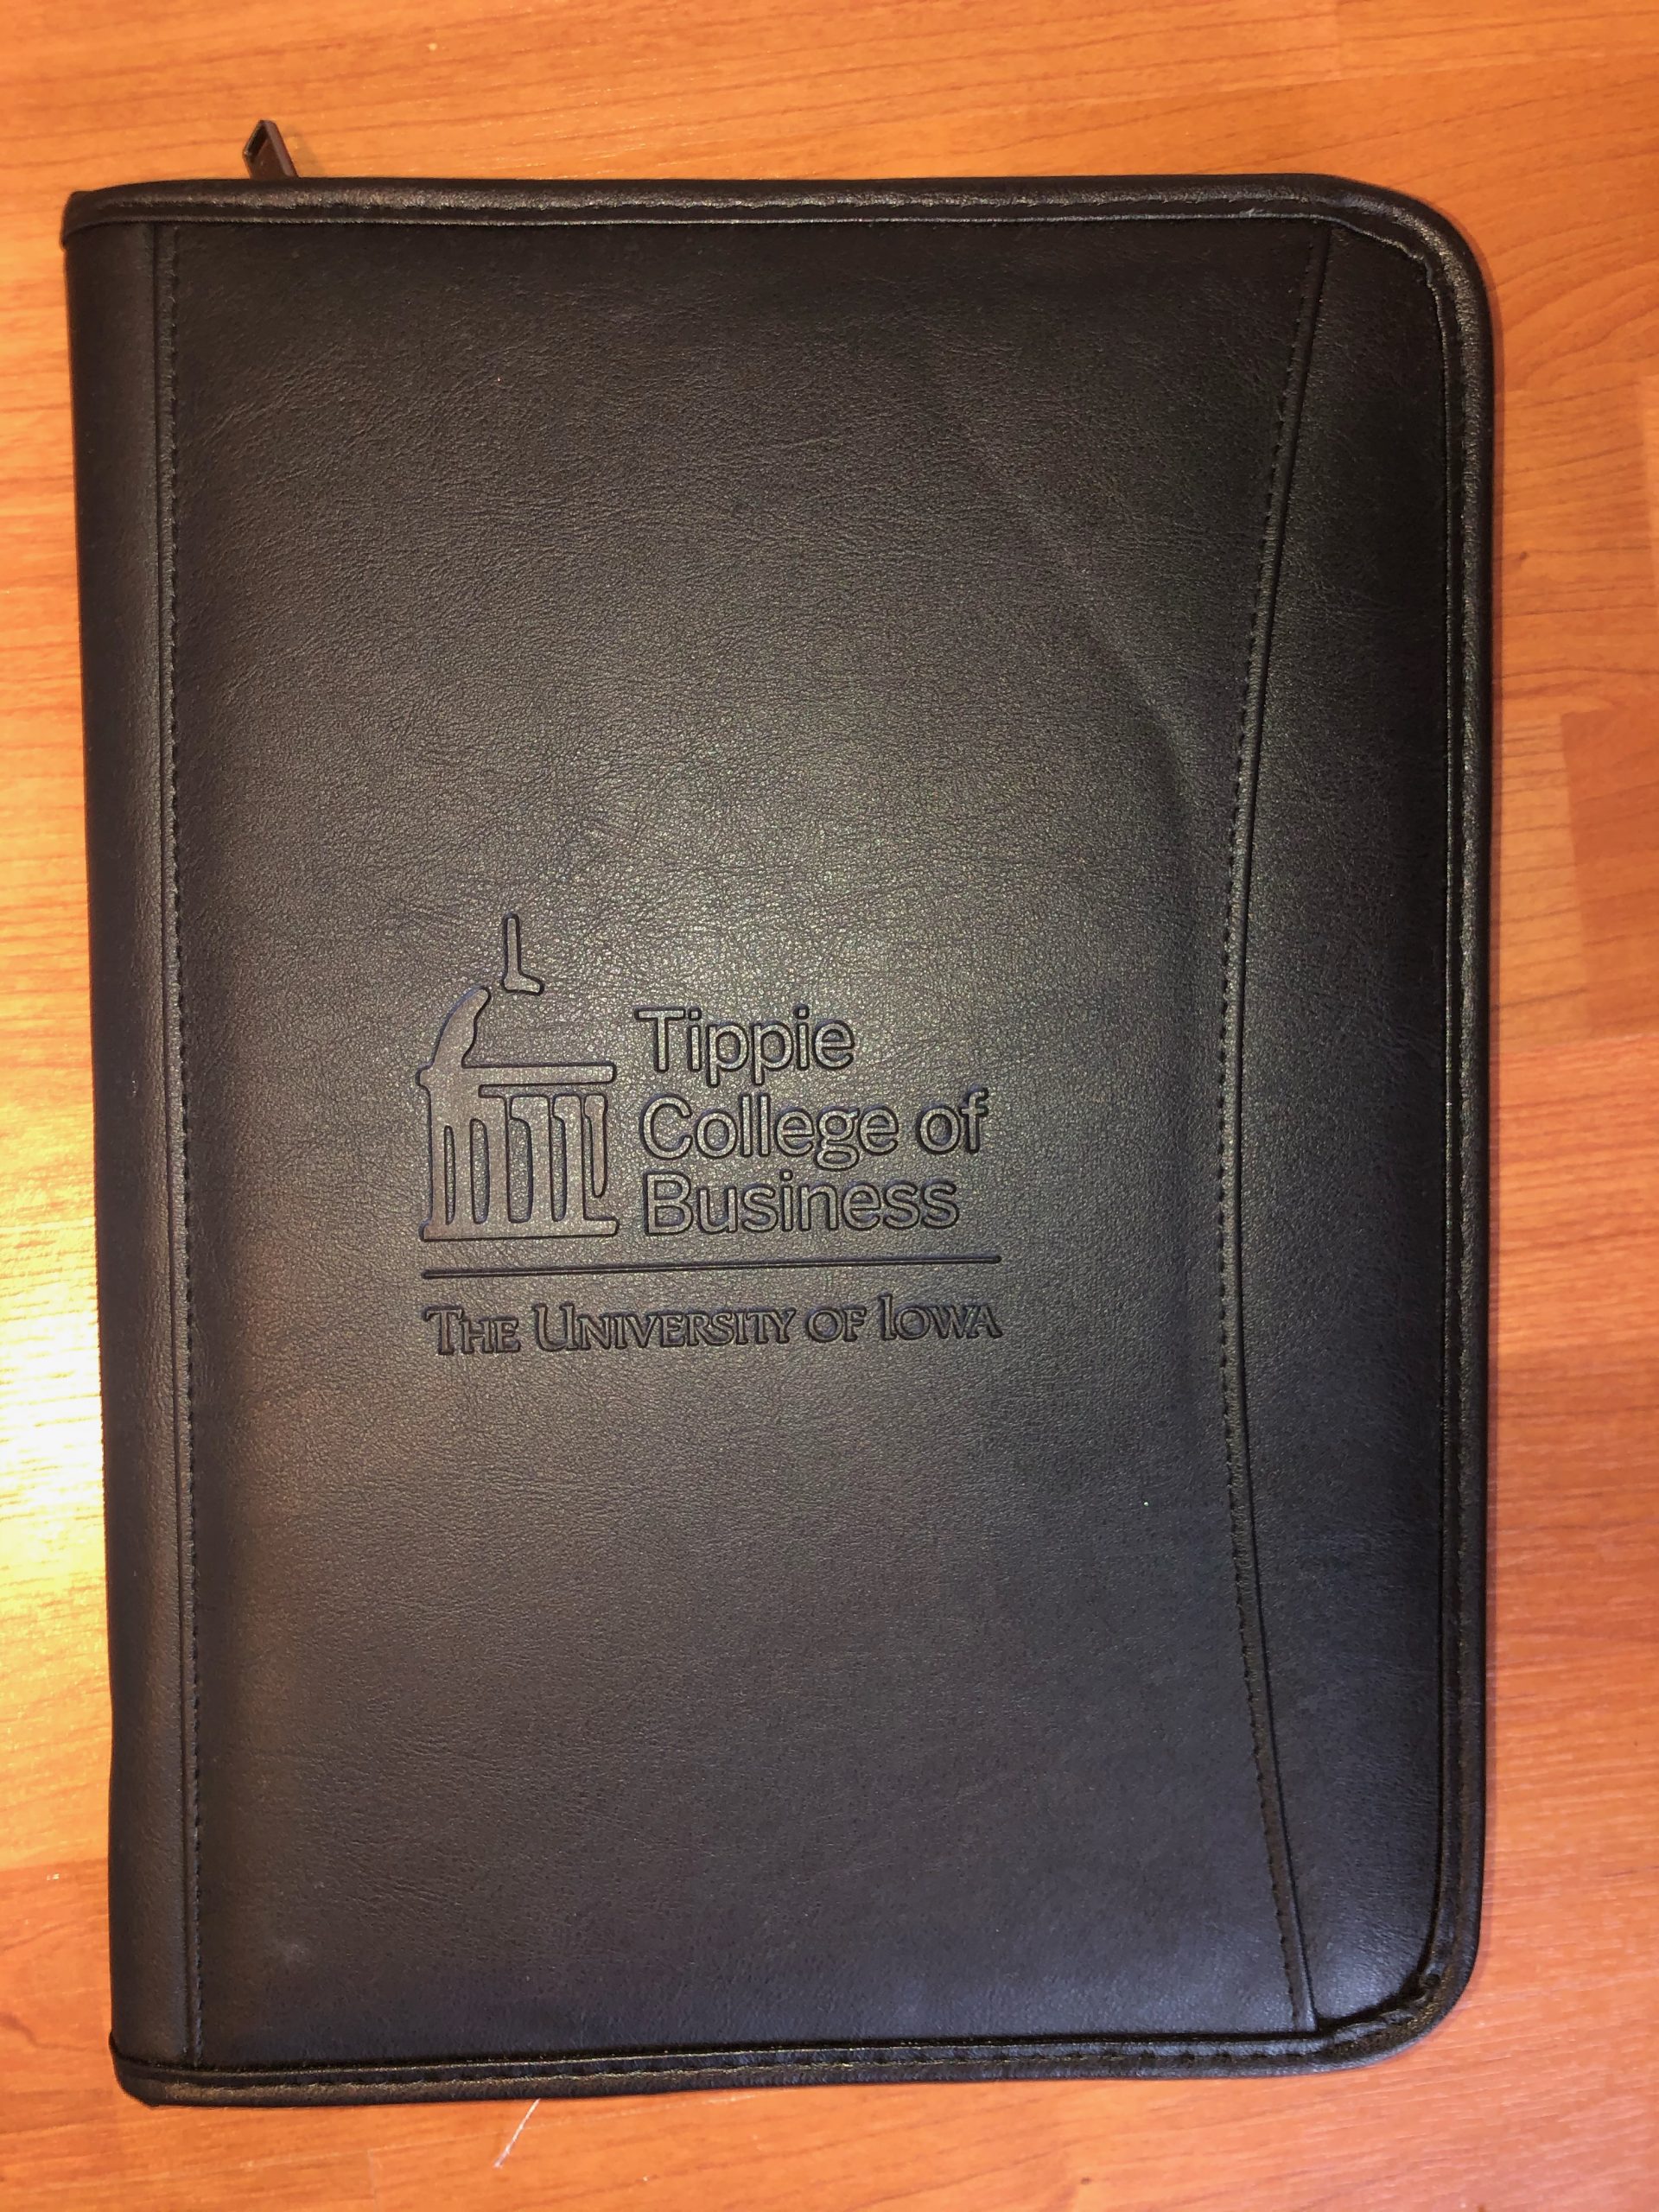 Tippie
College of
Business
THE UNIVERSITY OF IOWA